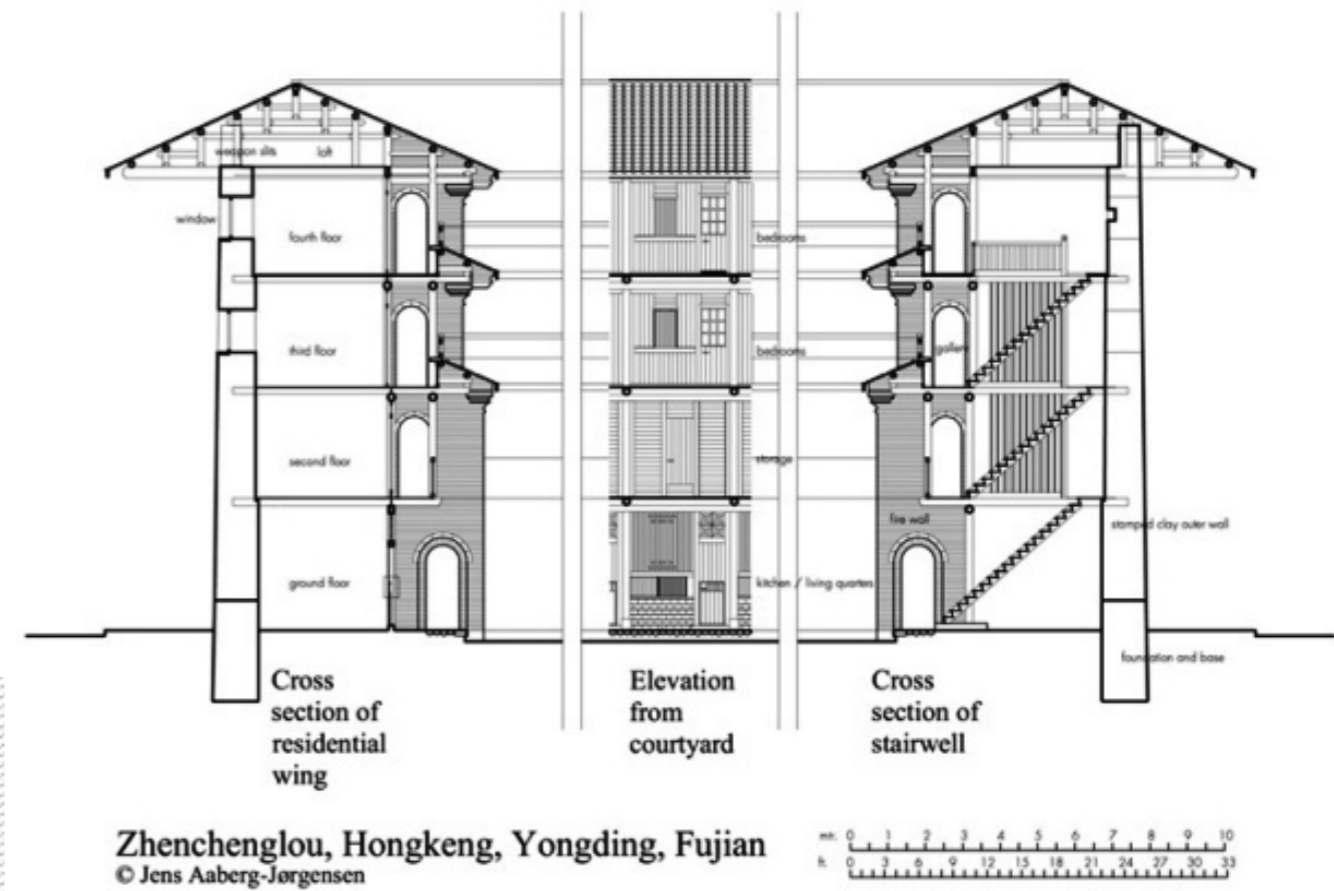 weapon slits
loft
window
fourth floor
bedrooms
third floor
bedrooms
gallery
second floor
storage
fire wall
stamped clay outer wall
ground floor
kitchen / living quarters
foundation and base
Cross
section of
residential
wing
Elevation
from
courtyard
Cross
section of
stairwell
Zhenchenglou, Hongkeng, Yongding, Fujian
© Jens Aaberg-Jørgensen
mtr. 0 1 2 3 4 5 6 7 8 9 10
ft. 0 3 6 9 12 15 18 21 24 27 30 33